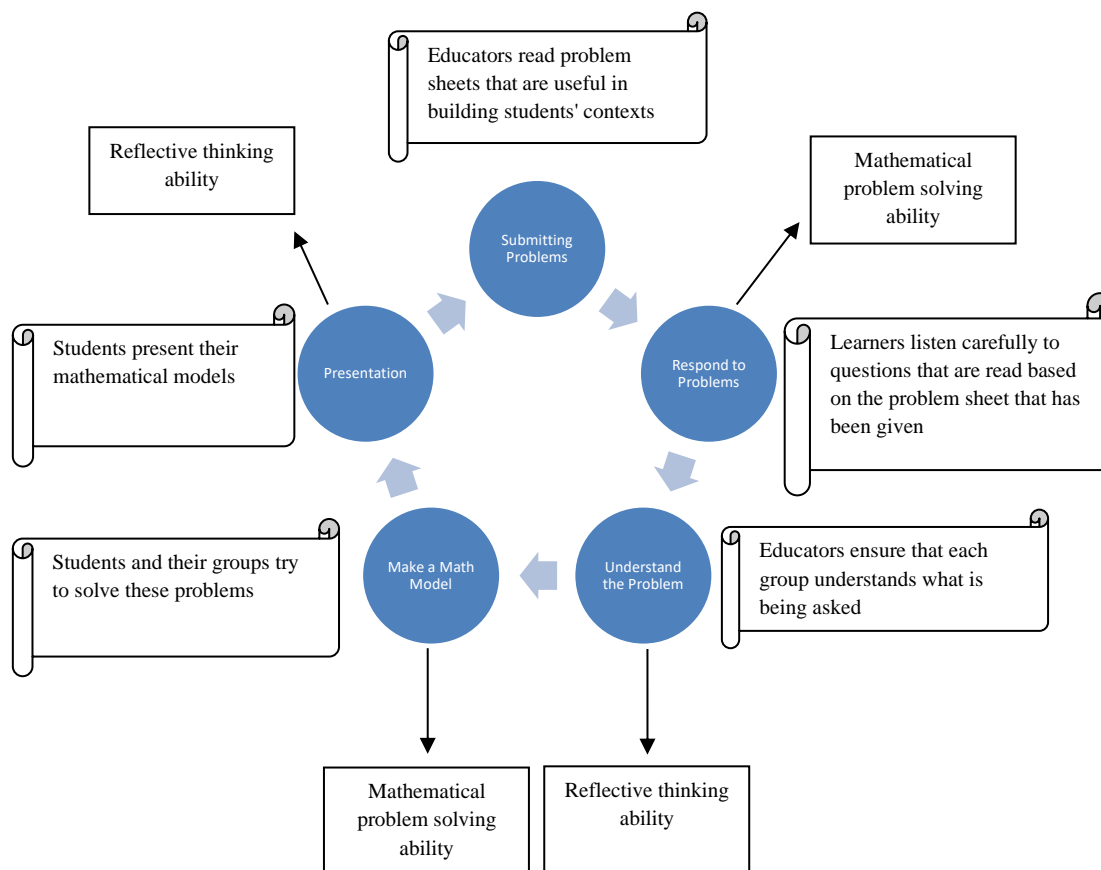 Educators read problem
sheets that are useful in
building students' contexts
Reflective thinking
ability
Mathematical
problem solving
ability
Submitting
Problems
Students present their
mathematical models
Presentation
Respond to
Problems
Learners listen carefully to
questions that are read based
on the problem sheet that has
been given
Students and their groups try
to solve these problems
Make a Math
Model
Understand
the Problem
Educators ensure that each
group understands what is
being asked
Mathematical
problem solving
ability
Reflective thinking
ability